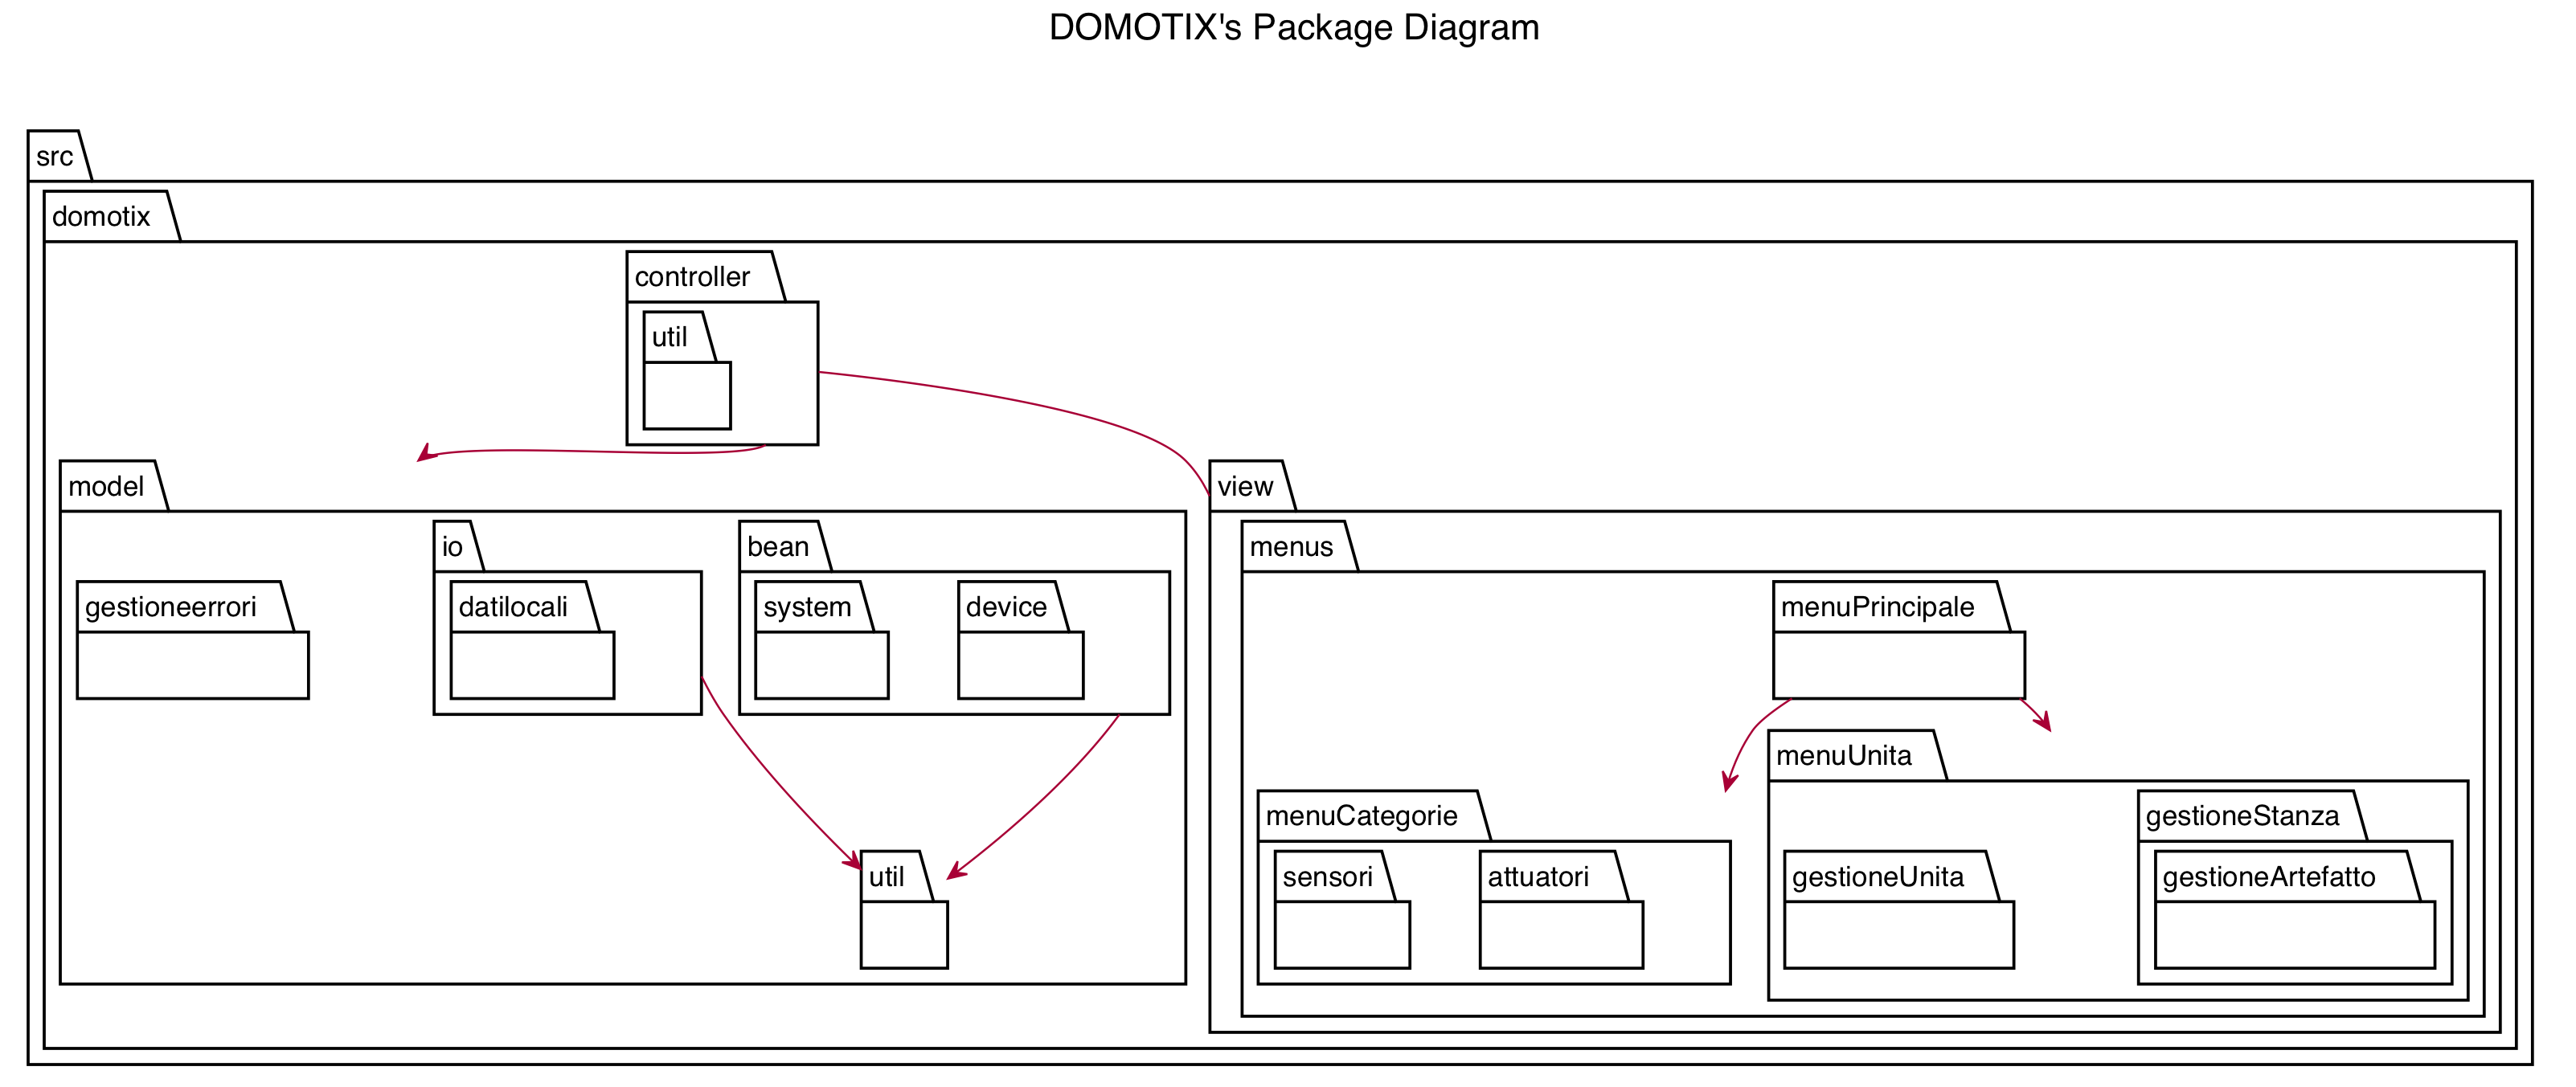 DOMOTIX's Package Diagram
src
domotix
controller
util
model
view
io
bean
menus
gestioneerrori
datilocali
system
device
menuPrincipale
menuUnita
menuCategorie
gestioneStanza
util
sensori
attuatori
gestioneUnita
gestioneArtefatto